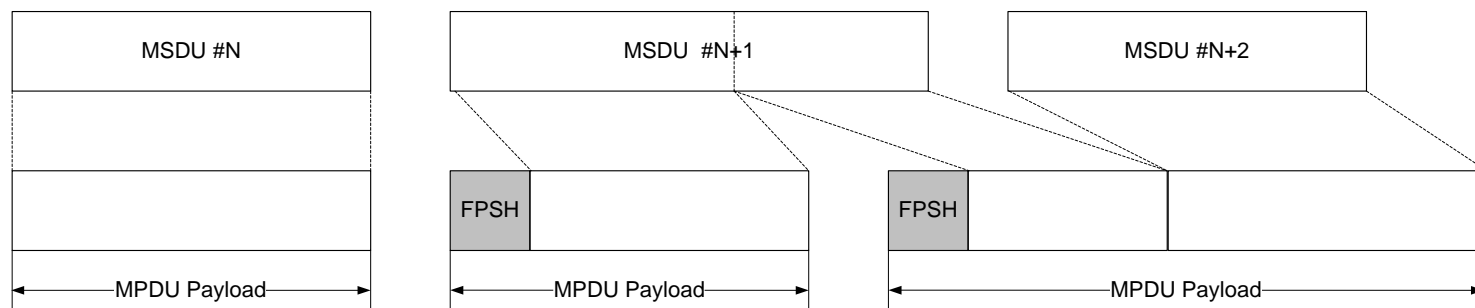 MSDU #N
MSDU #N+1
MSDU #N+2
FPSH
FPSH
MPDU Payload
MPDU Payload
MPDU Payload